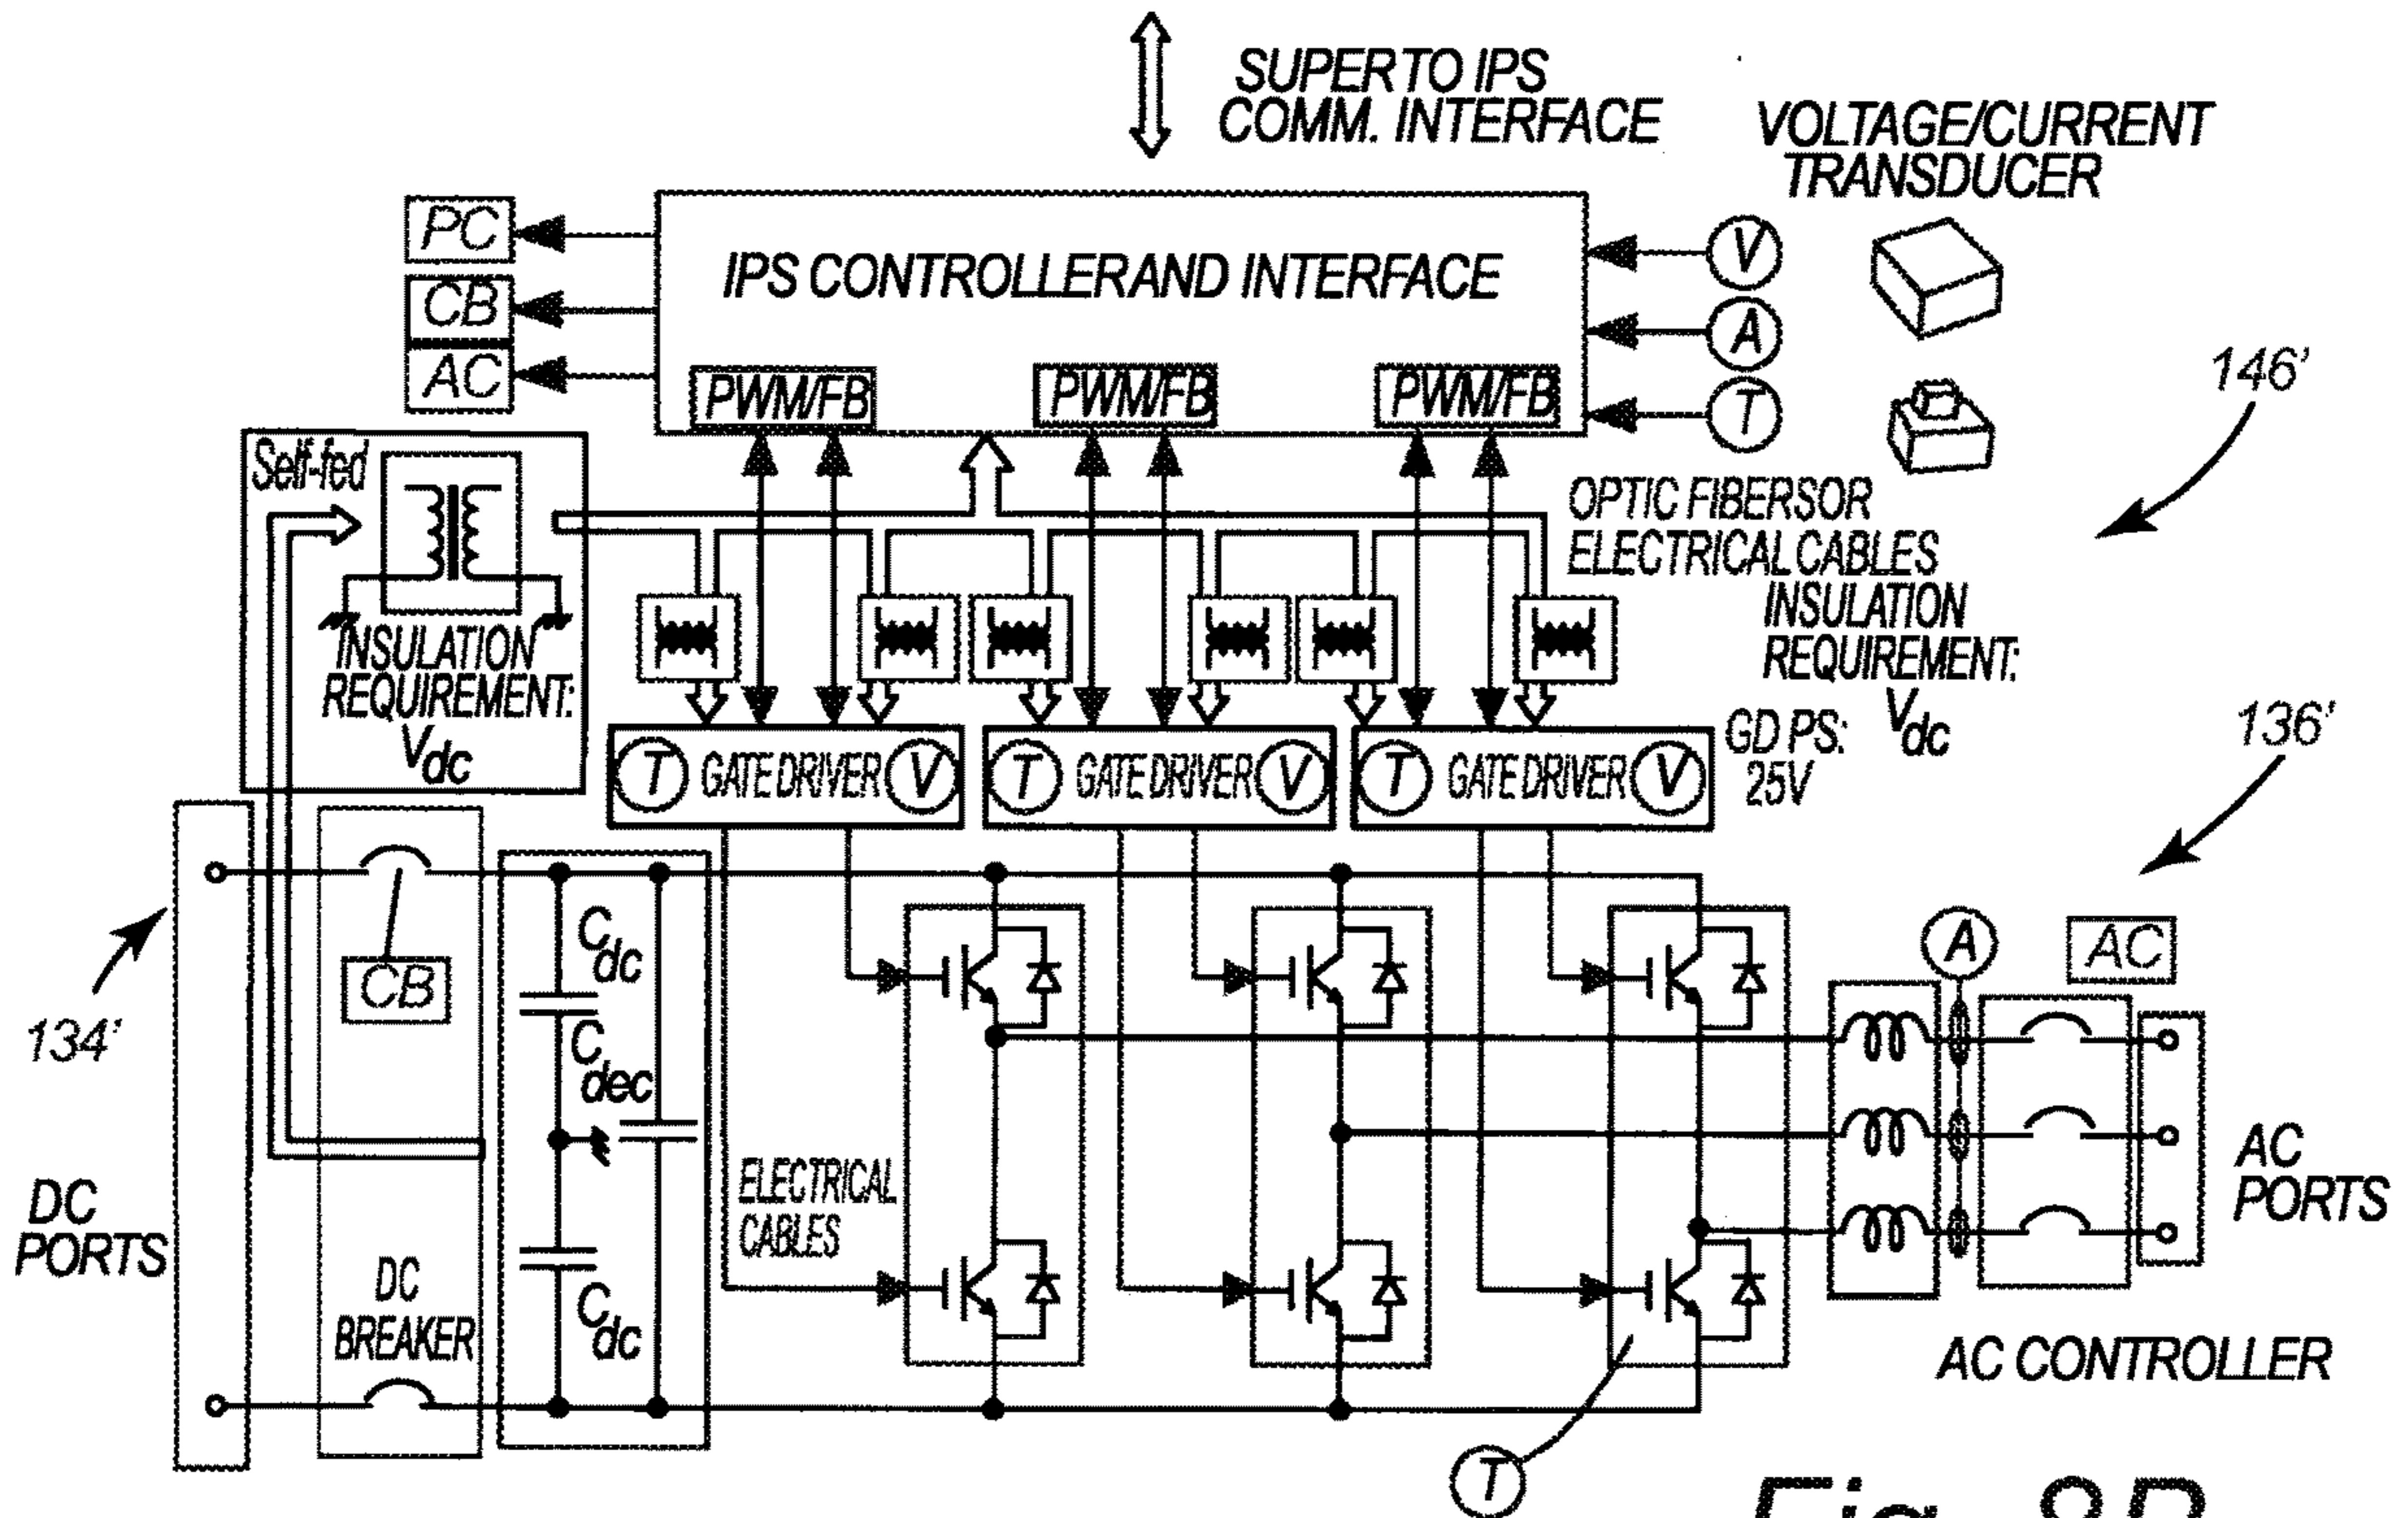 SUPERTO IPS
COMM. INTERFACE
VOLTAGE/CURRENT
TRANSDUCER
PC
CB
AC
IPS CONTROLLERAND INTERFACE
V
A
T
PWM/FB
PWM/FB
PWM/FB
146'
Self-fed
INSULATION
REQUIREMENT:
Vdc
OPTIC FIBERSOR
ELECTRICAL CABLES
INSULATION
REQUIREMENT:
Vdc
GD PS:
25V
136'
T GATE DRIVER V
T GATE DRIVER V
T GATE DRIVER V
134'
CB
Cdc
Cdec
Cdc
DC
PORTS
DC
BREAKER
ELECTRICAL
CABLES
A
AC
AC
PORTS
AC CONTROLLER
T